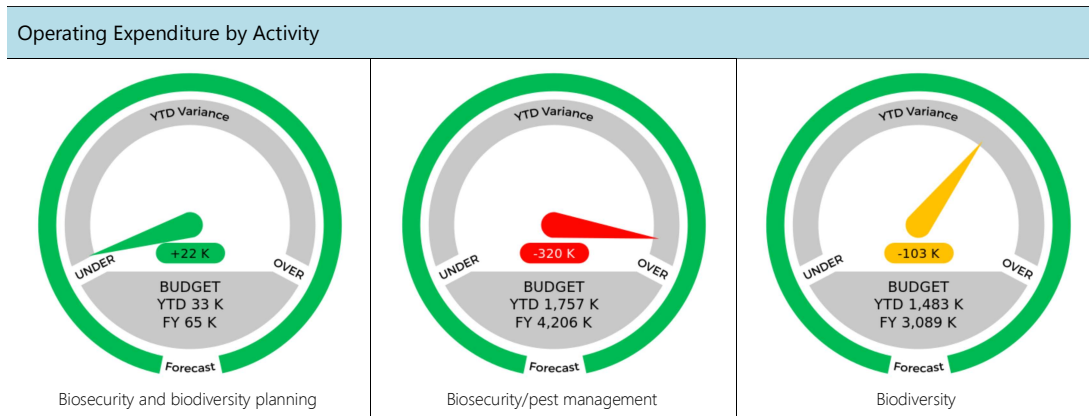 Operating Expenditure by Activity
YTD Variance
+22 K
UNDER
OVER
BUDGET
YTD 33 K
FY 65 K
Forecast
Biosecurity and biodiversity planning
YTD Variance
-320 K
UNDER
OVER
BUDGET
YTD 1,757 K
FY 4,206 K
Forecast
Biosecurity/pest management
YTD Variance
-103 K
UNDER
OVER
BUDGET
YTD 1,483 K
FY 3,089 K
Forecast
Biodiversity